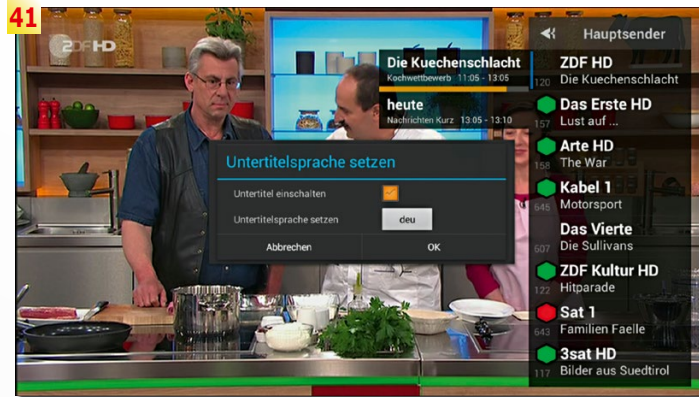 41
ZDF HD
Hauptsender
Die Kuechenschlacht
Kochwettbewerb 11:05 - 13:05
heute
Nachrichten Kurz 13:05 - 13:10
ZDF HD
120 Die Kuechenschlacht
Das Erste HD
157 Lust auf ...
Arte HD
158 The War
Kabel 1
645 Motorsport
Das Vierte
607 Die Sullivans
ZDF Kultur HD
122 Hitparade
Sat 1
643 Familien Faelle
3sat HD
117 Bilder aus Suedtirol
Untertitelsprache setzen
Untertitel einschalten
Untertitelsprache setzen deu
Abbrechen OK